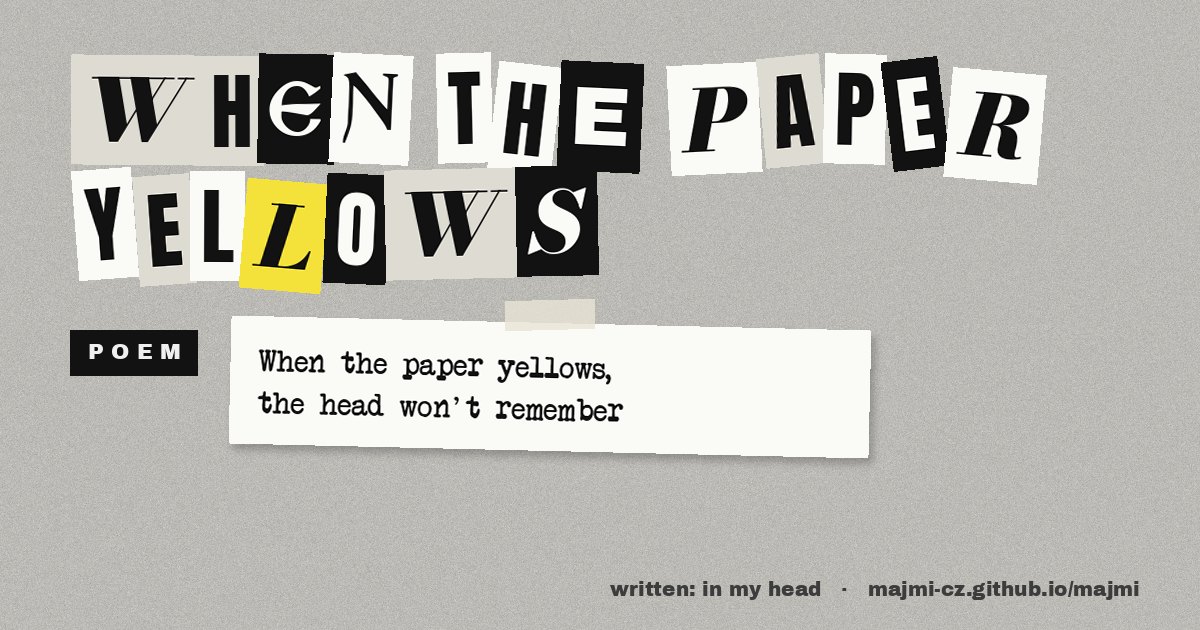 WHEN THE PAPER
YELLOWS
POEM
When the paper yellows,
the head won't remember
written: in my head · majmi-cz.github.io/majmi